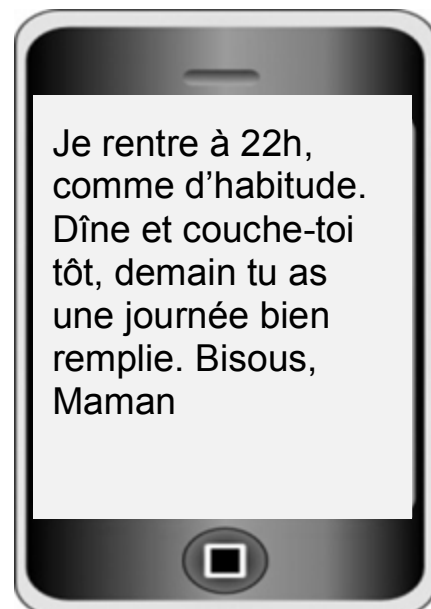 Je rentre à 22h,
comme d’habitude.
Dîne et couche-toi
tôt, demain tu as
une journée bien
remplie. Bisous,
Maman